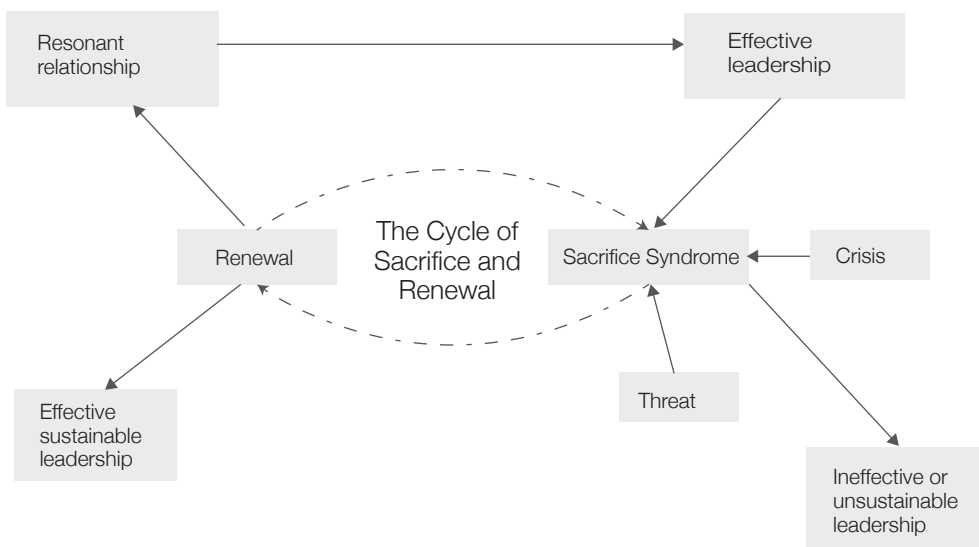 Resonant
relationship
Effective
leadership
The Cycle of
Sacrifice and
Renewal
Renewal
Sacrifice Syndrome
Crisis
Threat
Effective
sustainable
leadership
Ineffective or
unsustainable
leadership